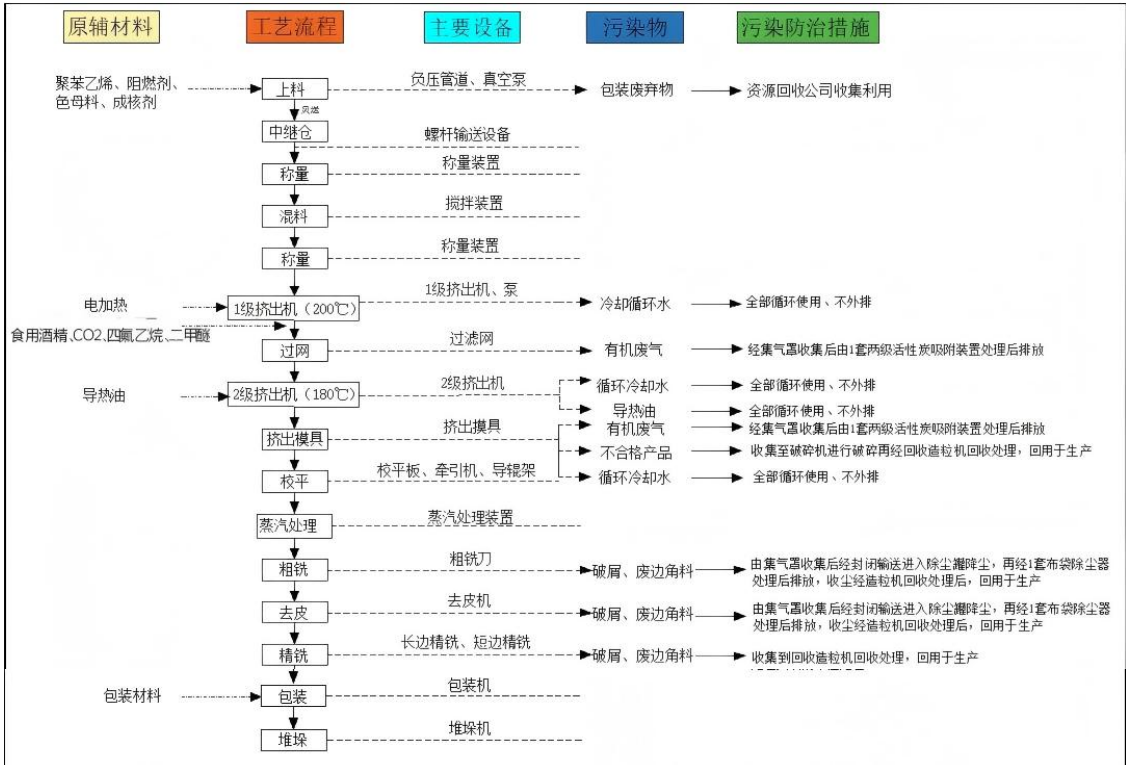 原辅材料 工艺流程 主要设备 污染物 污染防治措施
聚苯乙烯、阻燃剂、
色母料、成核剂
上料 负压管道、真空泵 包装废弃物 资源回收公司收集利用
中继仓
螺杆输送设备
称量 称量装置
混料 搅拌装置
称量 称量装置
电加热 1级挤出机（200℃） 1级挤出机、泵 冷却循环水 全部循环使用、不外排
食用酒精、CO2、四氟乙烷、二甲醚
过网 过滤网 有机废气 经集气罩收集后由1套两级活性炭吸附装置处理后排放
导热油 2级挤出机（180℃） 2级挤出机 循环冷却水 全部循环使用、不外排
导热油 全部循环使用、不外排
挤出模具 挤出模具 有机废气 经集气罩收集后由1套两级活性炭吸附装置处理后排放
不合格产品 收集至破碎机进行破碎再经回收造粒机回收处理，回用于生产
校平 校平板、牵引机、导辊架 循环冷却水 全部循环使用、不外排
蒸汽处理 蒸汽处理装置
粗铣 粗铣刀 破屑、废边角料 由集气罩收集后经封闭输送进入除尘罐降尘，再经1套布袋除尘器
处理后排放，收尘经造粒机回收处理后，回用于生产
去皮 去皮机 破屑、废边角料 由集气罩收集后经封闭输送进入除尘罐降尘，再经1套布袋除尘器
处理后排放，收尘经造粒机回收处理后，回用于生产
精铣 长边精铣、短边精铣 破屑、废边角料 收集到回收造粒机回收处理，回用于生产
包装材料 包装 包装机
堆垛 堆垛机